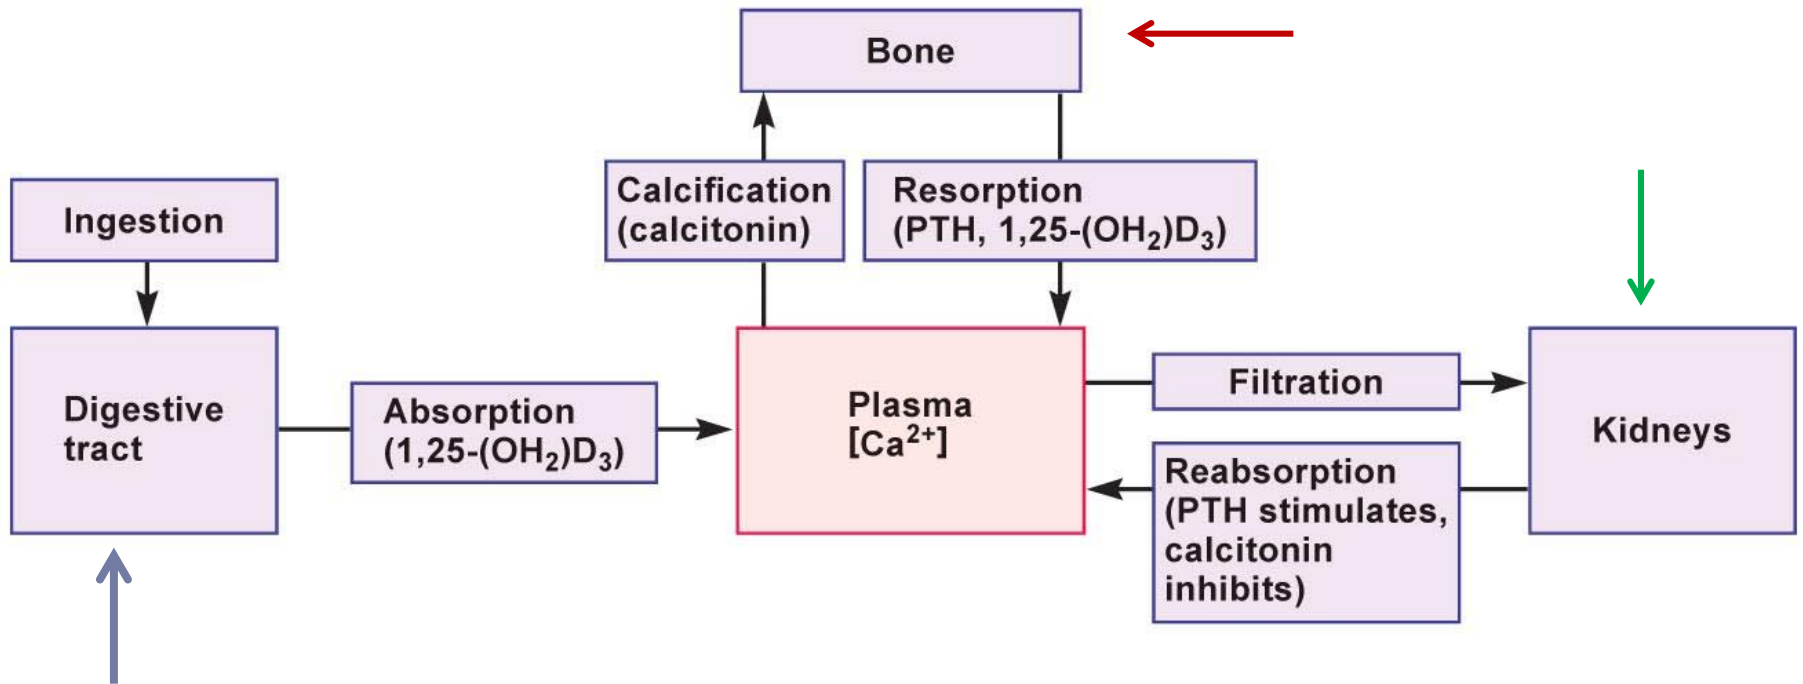 Bone
Calcification
(calcitonin)
Resorption
(PTH, 1,25-(OH₂)D₃)
Ingestion
Digestive
tract
Absorption
(1,25-(OH₂)D₃)
Plasma
[Ca²⁺]
Filtration
Reabsorption
(PTH stimulates,
calcitonin
inhibits)
Kidneys